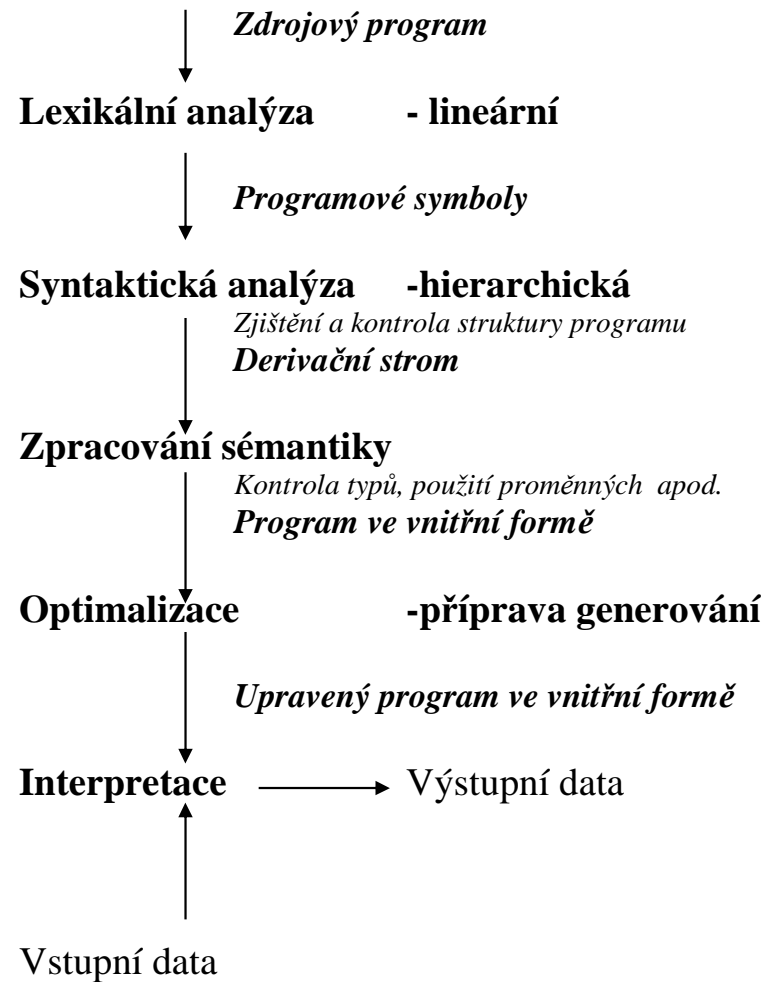 Zdrojový program
Lexikální analýza - lineární
Programové symboly
Syntaktická analýza -hierarchická
Zjištění a kontrola struktury programu
Derivační strom
Zpracování sémantiky
Kontrola typů, použití proměnných apod.
Program ve vnitřní formě
Optimalizace -příprava generování
Upravený program ve vnitřní formě
Interpretace Výstupní data
Vstupní data